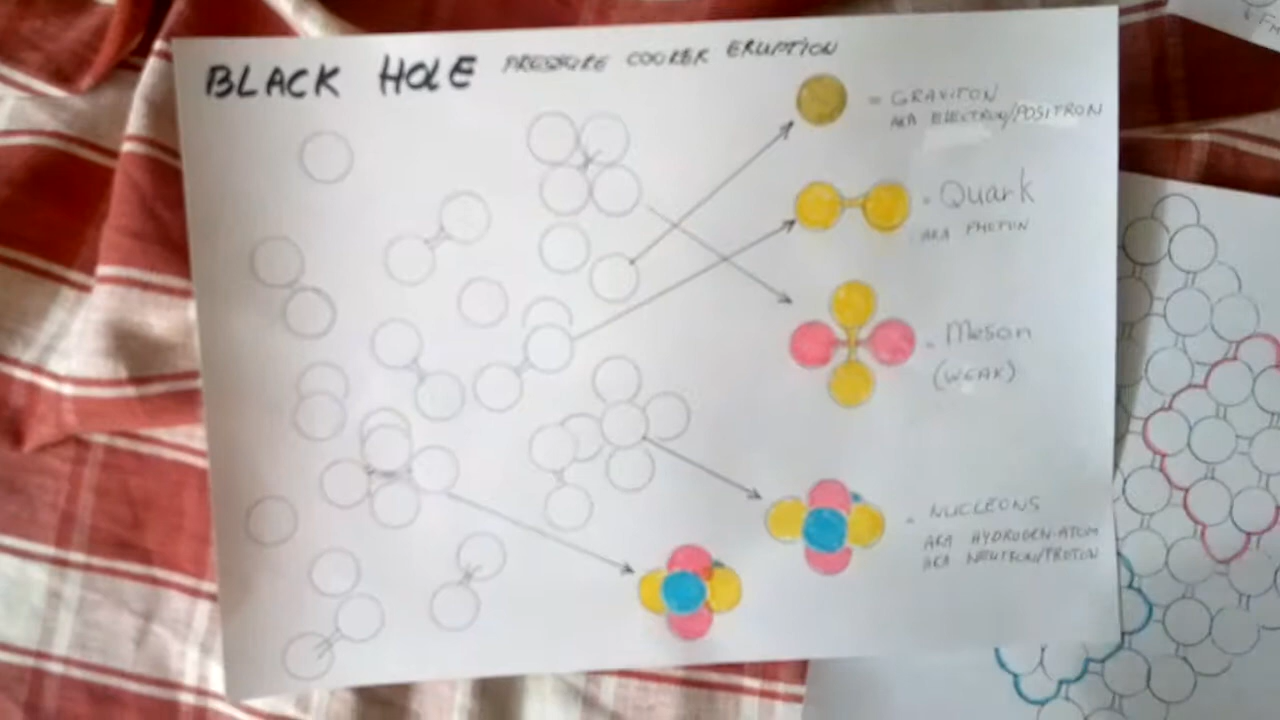 BLACK HOLE PRESSURE COOKER ERUPTION
= GRAVITON
AKA ELECTRON/POSITRON
- Quark
AKA PHOTON
- Meson
(WEAK)
- NUCLEONS
AKA HYDROGEN-ATOM
AKA NEUTRON/PROTON